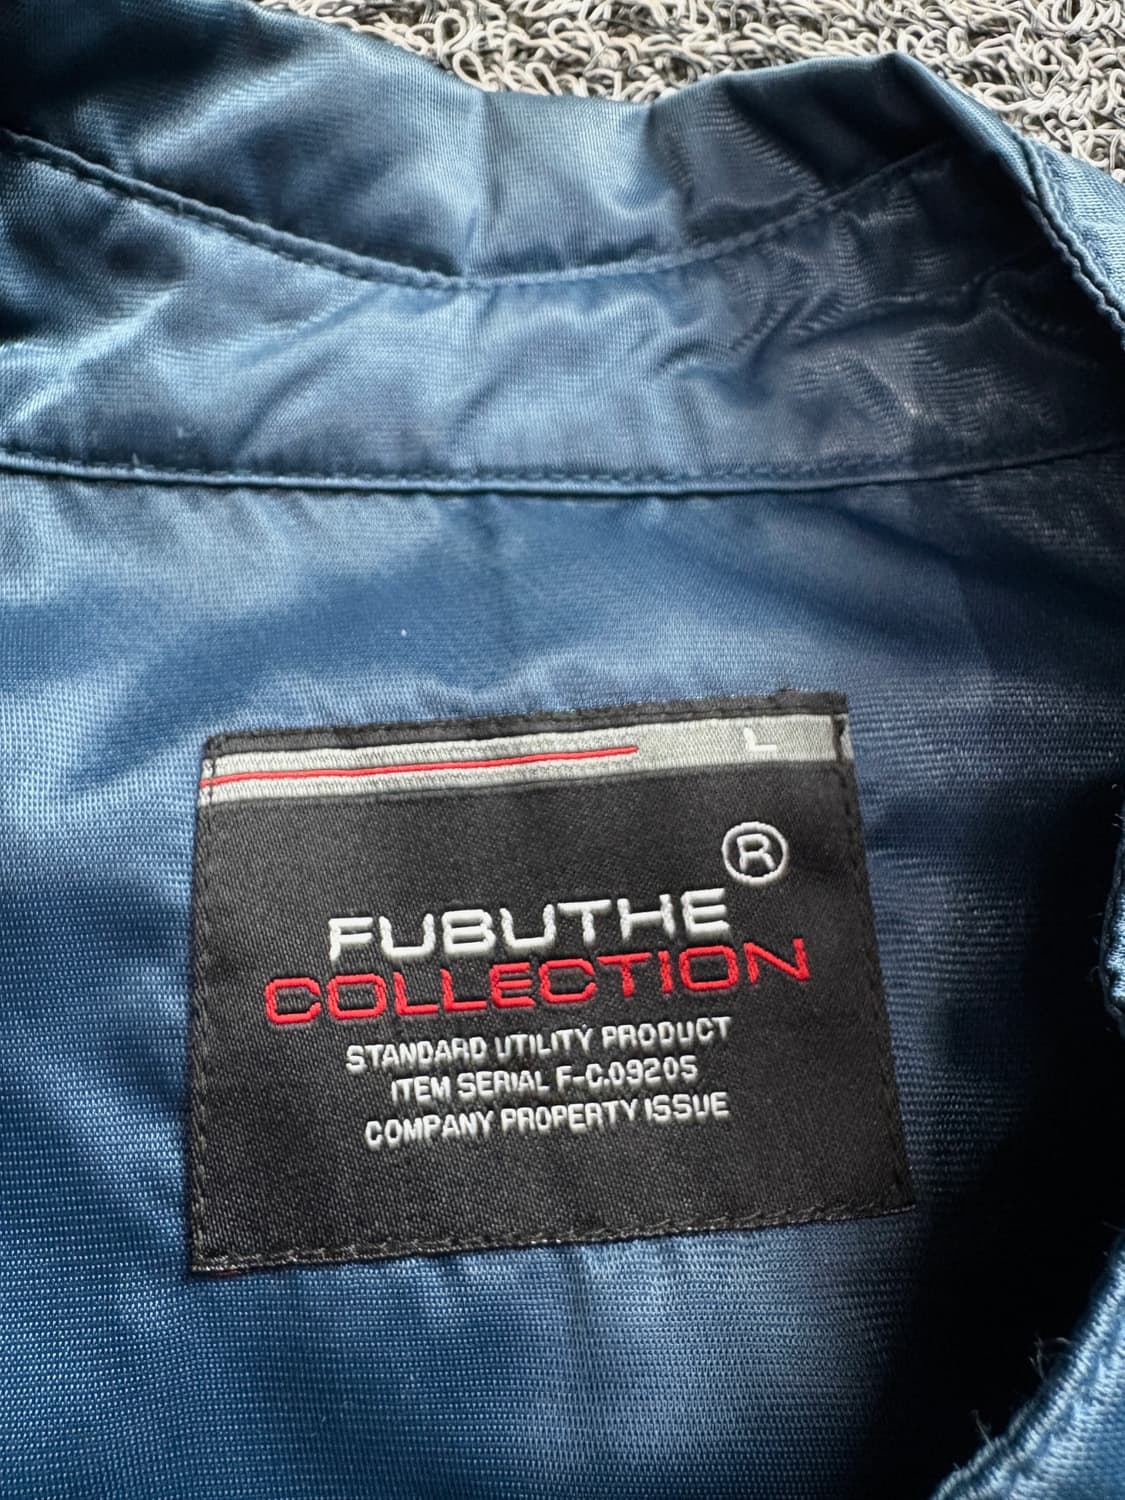 L
®
FUBUTHE
COLLECTION
STANDARD UTILITY PRODUCT
ITEM SERIAL F-C.09205
COMPANY PROPERTY ISSUE